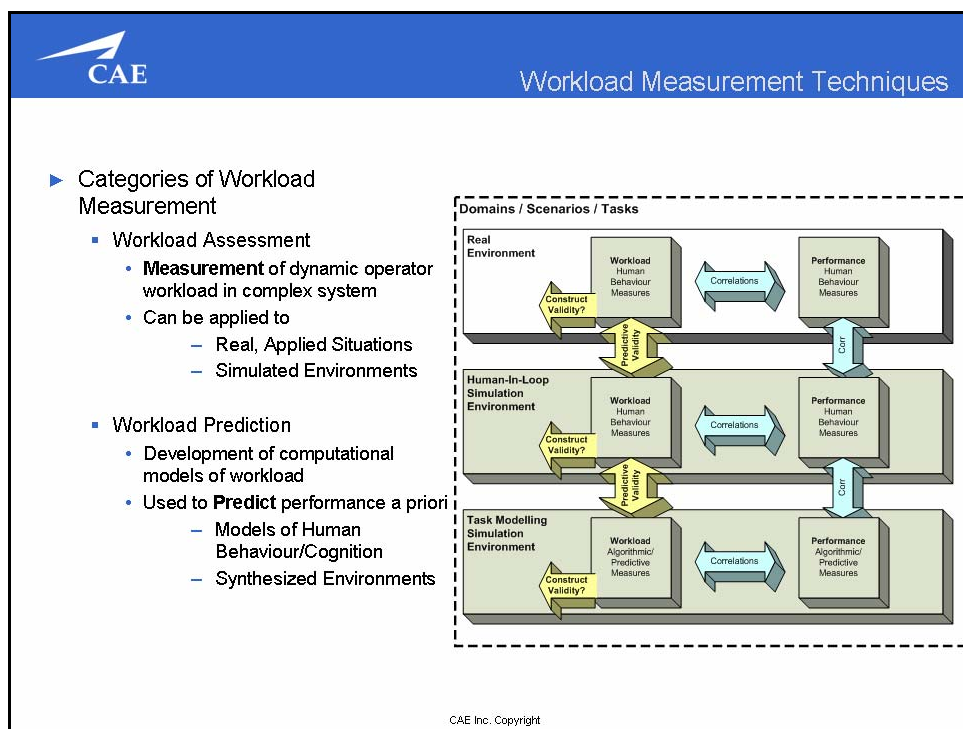 CAE
Workload Measurement Techniques
► Categories of Workload
Measurement
▪ Workload Assessment
• Measurement of dynamic operator
workload in complex system
• Can be applied to
– Real, Applied Situations
– Simulated Environments
▪ Workload Prediction
• Development of computational
models of workload
• Used to Predict performance a priori
– Models of Human
Behaviour/Cognition
– Synthesized Environments
Domains / Scenarios / Tasks
Real
Environment
Workload
Human
Behaviour
Measures
Correlations
Performance
Human
Behaviour
Measures
Construct
Validity?
Predictive
Validity
Corr
Human-In-Loop
Simulation
Environment
Workload
Human
Behaviour
Measures
Correlations
Performance
Human
Behaviour
Measures
Construct
Validity?
Predictive
Validity
Corr
Task Modelling
Simulation
Environment
Workload
Algorithmic/
Predictive
Measures
Correlations
Performance
Algorithmic/
Predictive
Measures
Construct
Validity?
CAE Inc. Copyright